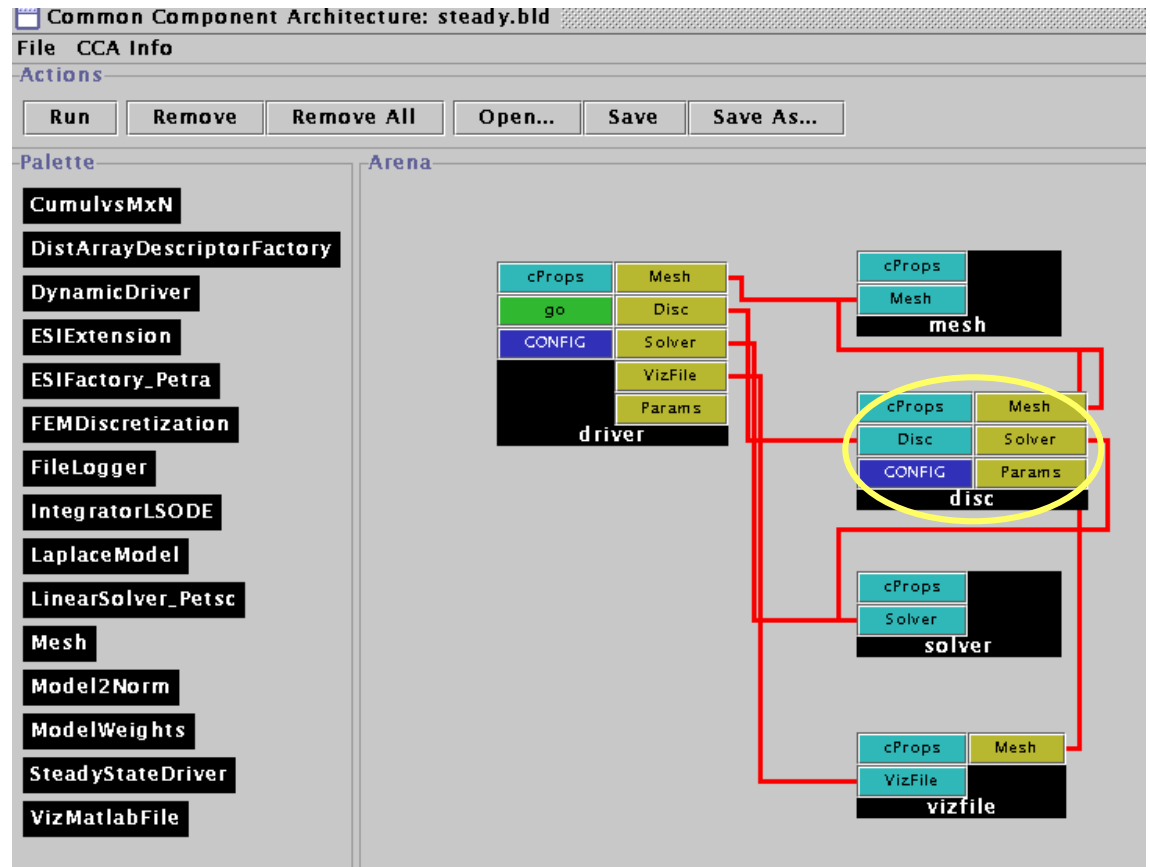 Common Component Architecture: steady.bld
File CCA Info
Actions
Run Remove Remove All Open... Save Save As...
Palette
CumulvsMxN
DistArrayDescriptorFactory
DynamicDriver
ESIExtension
ESIFactory_Petra
FEMDiscretization
FileLogger
IntegratorLSODE
LaplaceModel
LinearSolver_Petsc
Mesh
Model2Norm
ModelWeights
SteadyStateDriver
VizMatlabFile
Arena
cProps Mesh
go Disc
CONFIG Solver
VizFile
Params
driver
cProps
Mesh
mesh
cProps Mesh
Disc Solver
CONFIG Params
disc
cProps
Solver
solver
cProps Mesh
VizFile
vizfile